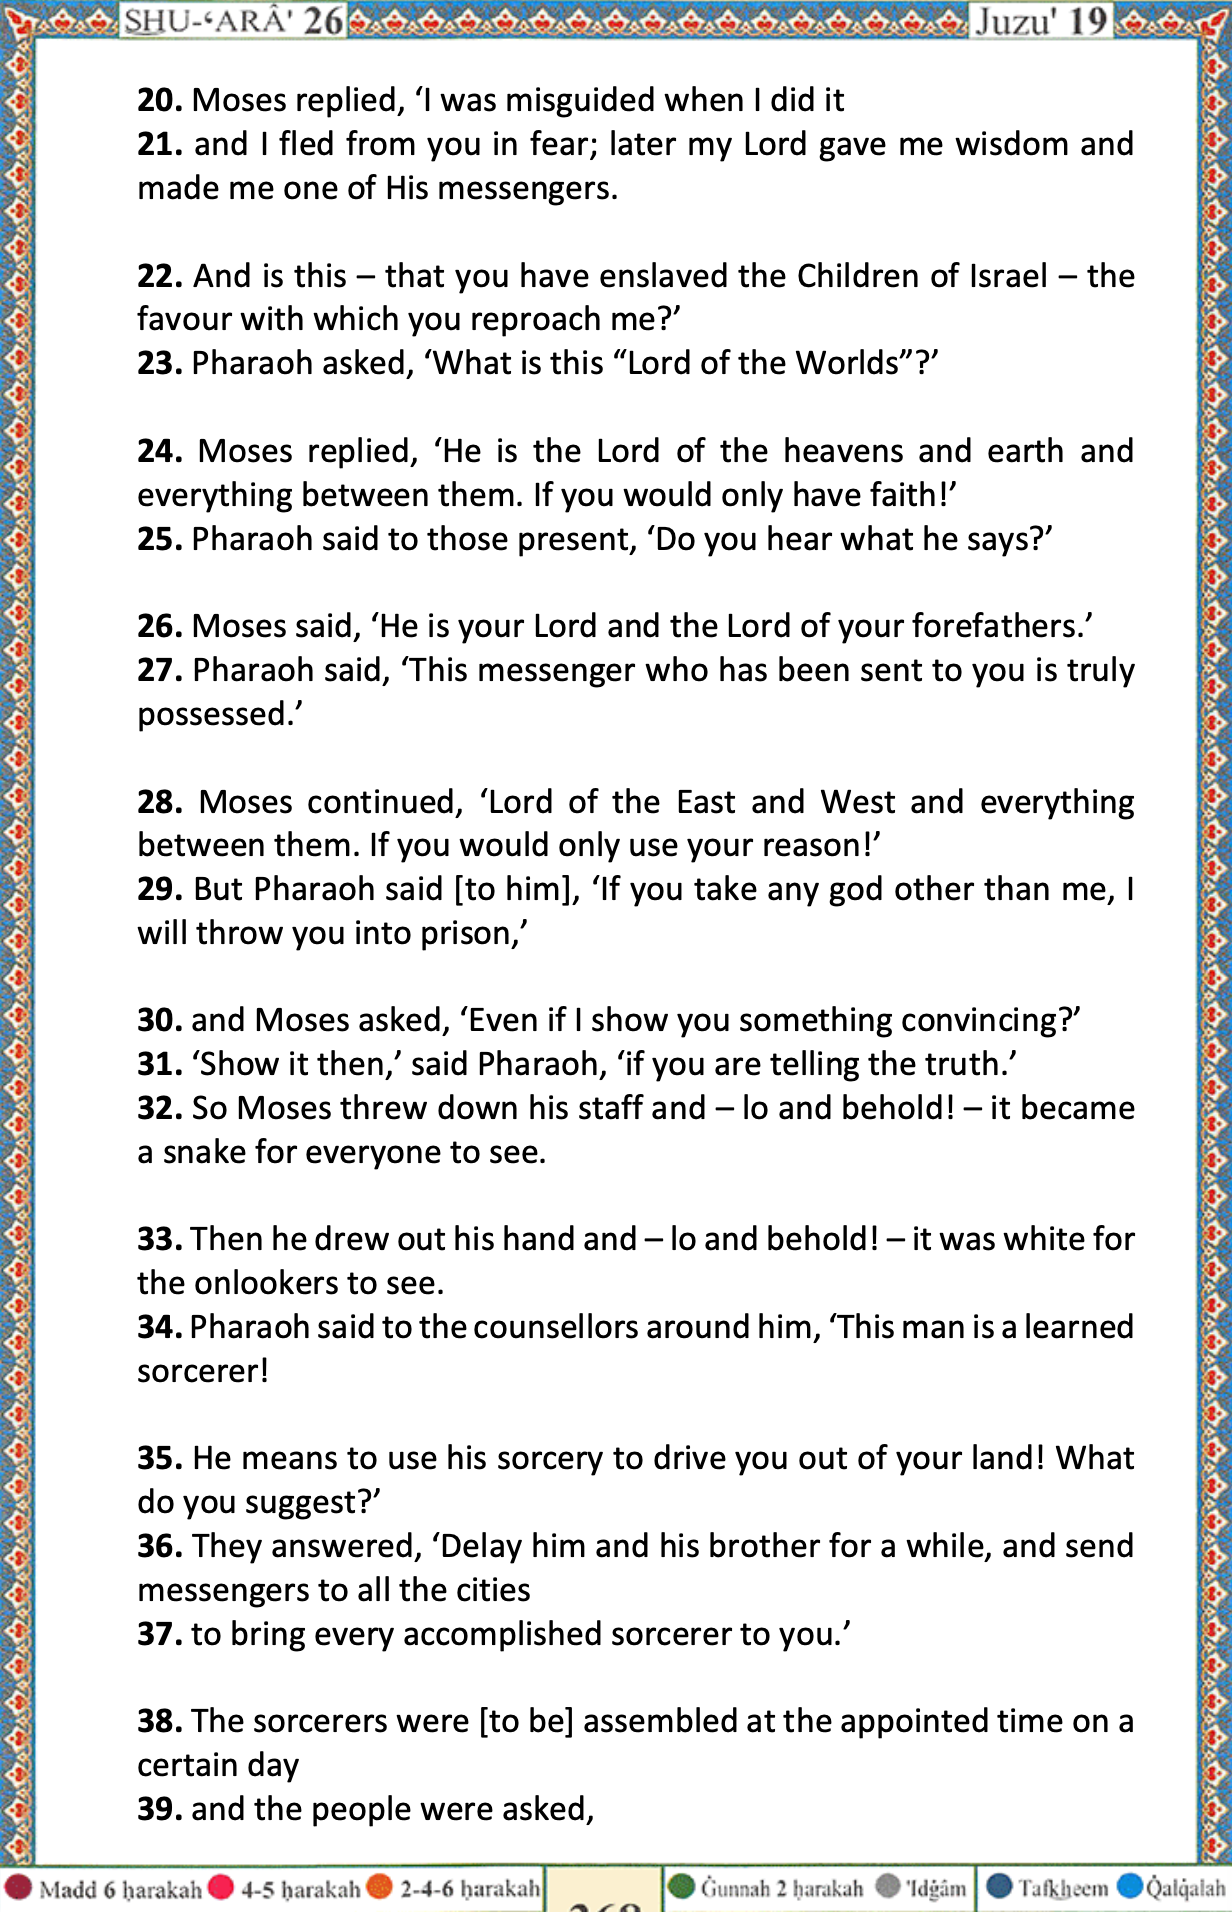 SHU-‘ARÂ' 26 Juzu' 19
20. Moses replied, ‘I was misguided when I did it
21. and I fled from you in fear; later my Lord gave me wisdom and
made me one of His messengers.
22. And is this – that you have enslaved the Children of Israel – the
favour with which you reproach me?’
23. Pharaoh asked, ‘What is this “Lord of the Worlds”?’
24. Moses replied, ‘He is the Lord of the heavens and earth and
everything between them. If you would only have faith!’
25. Pharaoh said to those present, ‘Do you hear what he says?’
26. Moses said, ‘He is your Lord and the Lord of your forefathers.’
27. Pharaoh said, ‘This messenger who has been sent to you is truly
possessed.’
28. Moses continued, ‘Lord of the East and West and everything
between them. If you would only use your reason!’
29. But Pharaoh said [to him], ‘If you take any god other than me, I
will throw you into prison,’
30. and Moses asked, ‘Even if I show you something convincing?’
31. ‘Show it then,’ said Pharaoh, ‘if you are telling the truth.’
32. So Moses threw down his staff and – lo and behold! – it became
a snake for everyone to see.
33. Then he drew out his hand and – lo and behold! – it was white for
the onlookers to see.
34. Pharaoh said to the counsellors around him, ‘This man is a learned
sorcerer!
35. He means to use his sorcery to drive you out of your land! What
do you suggest?’
36. They answered, ‘Delay him and his brother for a while, and send
messengers to all the cities
37. to bring every accomplished sorcerer to you.’
38. The sorcerers were [to be] assembled at the appointed time on a
certain day
39. and the people were asked,
Madd 6 ḥarakah 4-5 ḥarakah 2-4-6 ḥarakah 368 Ġunnah 2 ḥarakah 'Idġâm Tafkheem Q̇alq̇alah